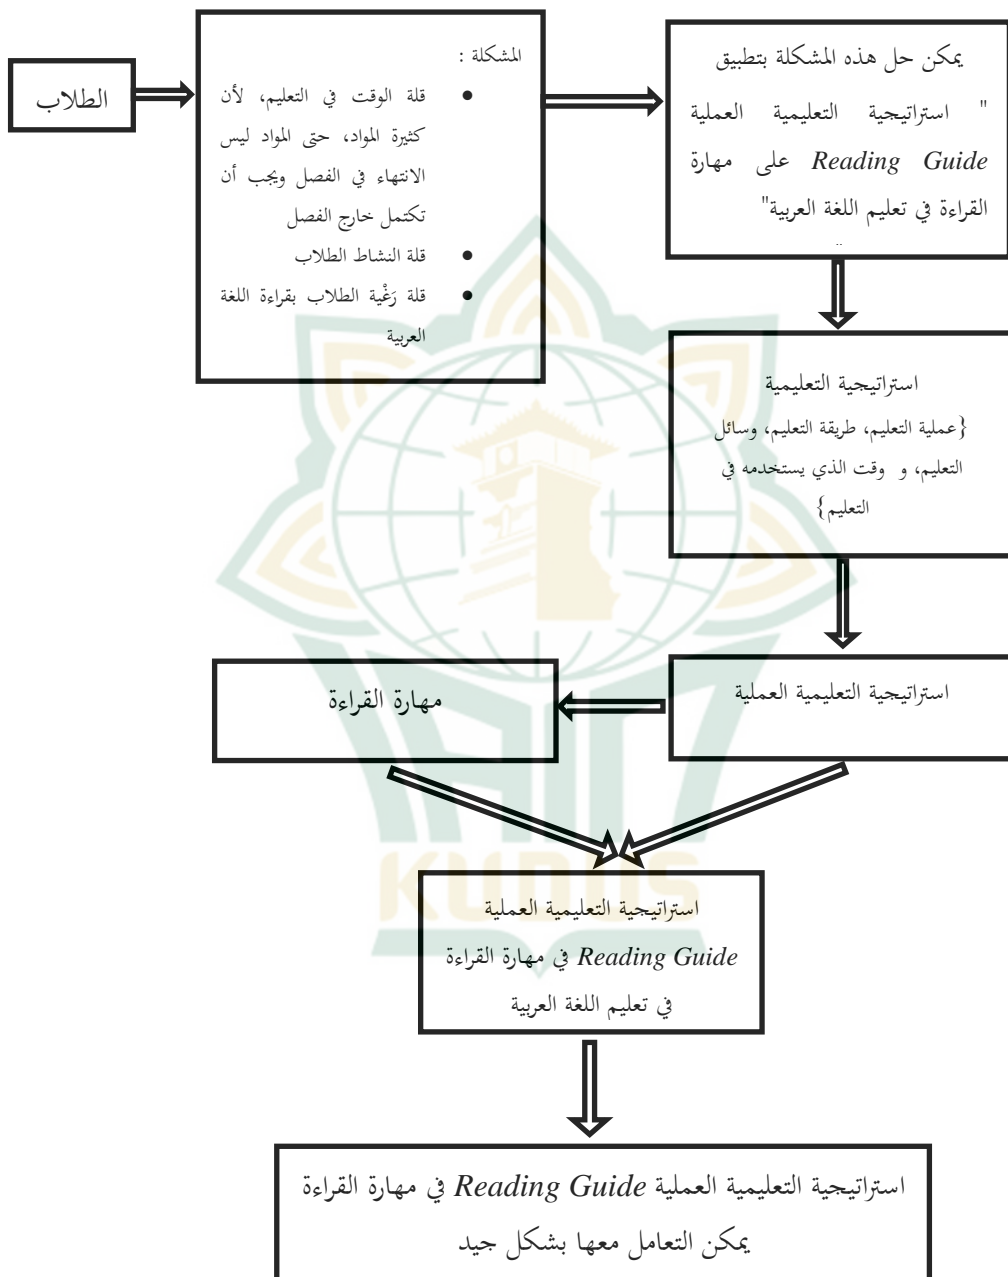 الطلاب
المشكلة :
• قلة الوقت في التعليم، لأن
كثيرة المواد، حتى المواد ليس
الانتهاء في الفصل ويجب أن
تكتمل خارج الفصل
• قلة النشاط الطلاب
• قلة رَغْية الطلاب بقراءة اللغة
العربية
يمكن حل هذه المشكلة بتطبيق
" استراتيجية التعليمية العملية
Reading Guide على مهارة
القراءة في تعليم اللغة العربية"
"
استراتيجية التعليمية
{عملية التعليم، طريقة التعليم، وسائل
التعليم، و وقت الذي يستخدمه في
التعليم}
استراتيجية التعليمية العملية
مهارة القراءة
استراتيجية التعليمية العملية
Reading Guide في مهارة القراءة
في تعليم اللغة العربية
استراتيجية التعليمية العملية Reading Guide في مهارة القراءة
يمكن التعامل معها بشكل جيد
KUDUS